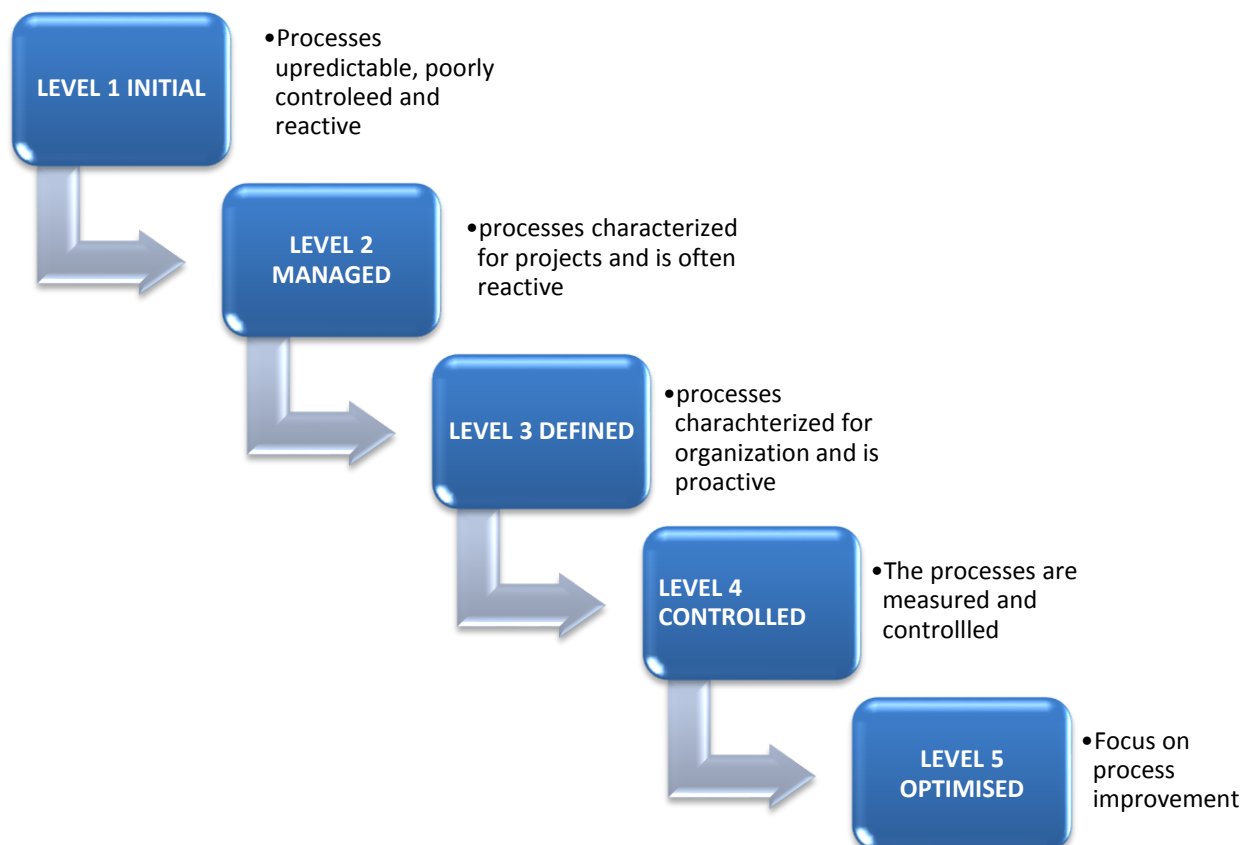 LEVEL 1 INITIAL
•Processes
upredictable, poorly
controleed and
reactive
LEVEL 2
MANAGED
•processes characterized
for projects and is often
reactive
LEVEL 3 DEFINED
•processes
charachterized for
organization and is
proactive
LEVEL 4
CONTROLLED
•The processes are
measured and
controllled
LEVEL 5
OPTIMISED
•Focus on
process
improvement